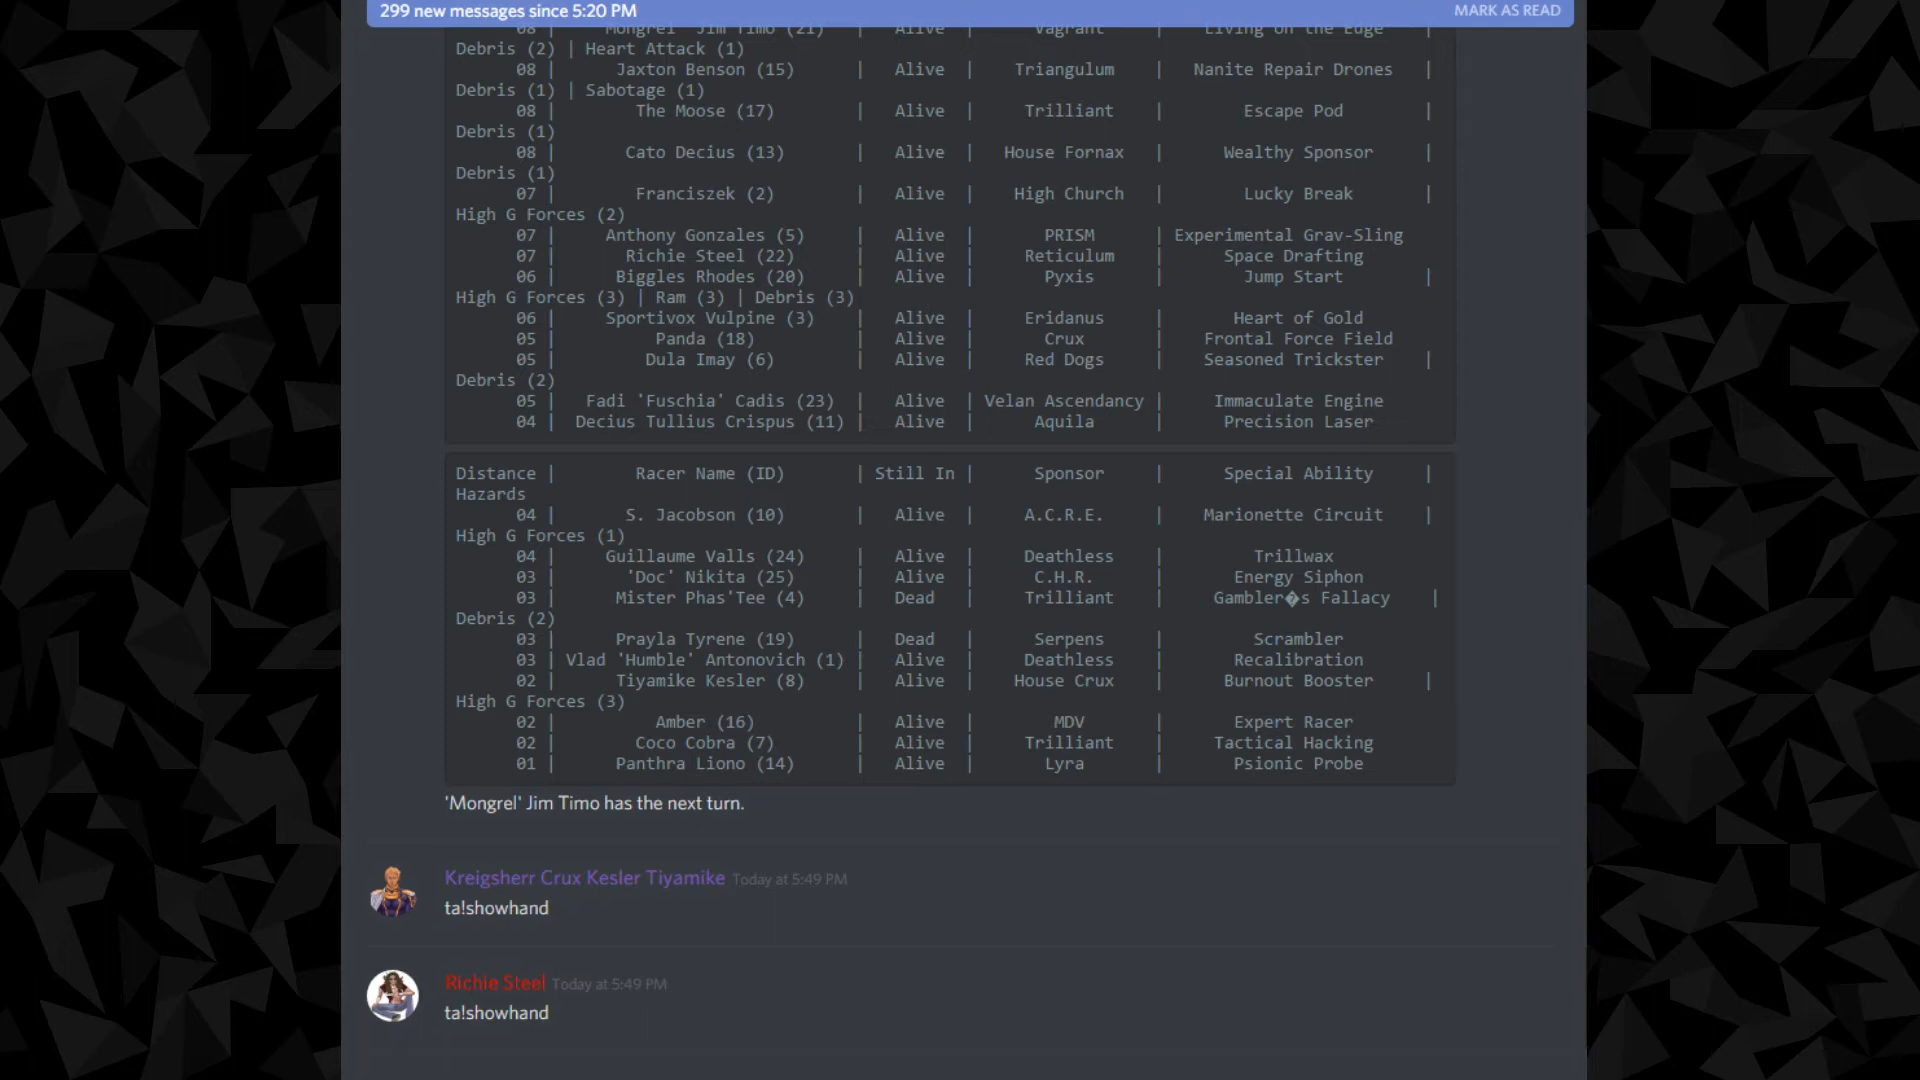 299 new messages since 5:20 PM MARK AS READ
08 | 'Mongrel' Jim Timo (21) | Alive | Vagrant | Living on the Edge |
Debris (2) | Heart Attack (1)
08 | Jaxton Benson (15) | Alive | Triangulum | Nanite Repair Drones |
Debris (1) | Sabotage (1)
08 | The Moose (17) | Alive | Trilliant | Escape Pod |
Debris (1)
08 | Cato Decius (13) | Alive | House Fornax | Wealthy Sponsor |
Debris (1)
07 | Franciszek (2) | Alive | High Church | Lucky Break |
High G Forces (2)
07 | Anthony Gonzales (5) | Alive | PRISM | Experimental Grav-Sling
07 | Richie Steel (22) | Alive | Reticulum | Space Drafting
06 | Biggles Rhodes (20) | Alive | Pyxis | Jump Start |
High G Forces (3) | Ram (3) | Debris (3)
06 | Sportivox Vulpine (3) | Alive | Eridanus | Heart of Gold
05 | Panda (18) | Alive | Crux | Frontal Force Field
05 | Dula Imay (6) | Alive | Red Dogs | Seasoned Trickster |
Debris (2)
05 | Fadi 'Fuschia' Cadis (23) | Alive | Velan Ascendancy | Immaculate Engine
04 | Decius Tullius Crispus (11) | Alive | Aquila | Precision Laser
Distance | Racer Name (ID) | Still In | Sponsor | Special Ability |
Hazards
04 | S. Jacobson (10) | Alive | A.C.R.E. | Marionette Circuit |
High G Forces (1)
04 | Guillaume Valls (24) | Alive | Deathless | Trillwax
03 | 'Doc' Nikita (25) | Alive | C.H.R. | Energy Siphon
03 | Mister Phas'Tee (4) | Dead | Trilliant | Gambler�s Fallacy |
Debris (2)
03 | Prayla Tyrene (19) | Dead | Serpens | Scrambler
03 | Vlad 'Humble' Antonovich (1) | Alive | Deathless | Recalibration
02 | Tiyamike Kesler (8) | Alive | House Crux | Burnout Booster |
High G Forces (3)
02 | Amber (16) | Alive | MDV | Expert Racer
02 | Coco Cobra (7) | Alive | Trilliant | Tactical Hacking
01 | Panthra Liono (14) | Alive | Lyra | Psionic Probe
'Mongrel' Jim Timo has the next turn.
Kreigsherr Crux Kesler Tiyamike Today at 5:49 PM
ta!showhand
Richie Steel Today at 5:49 PM
ta!showhand